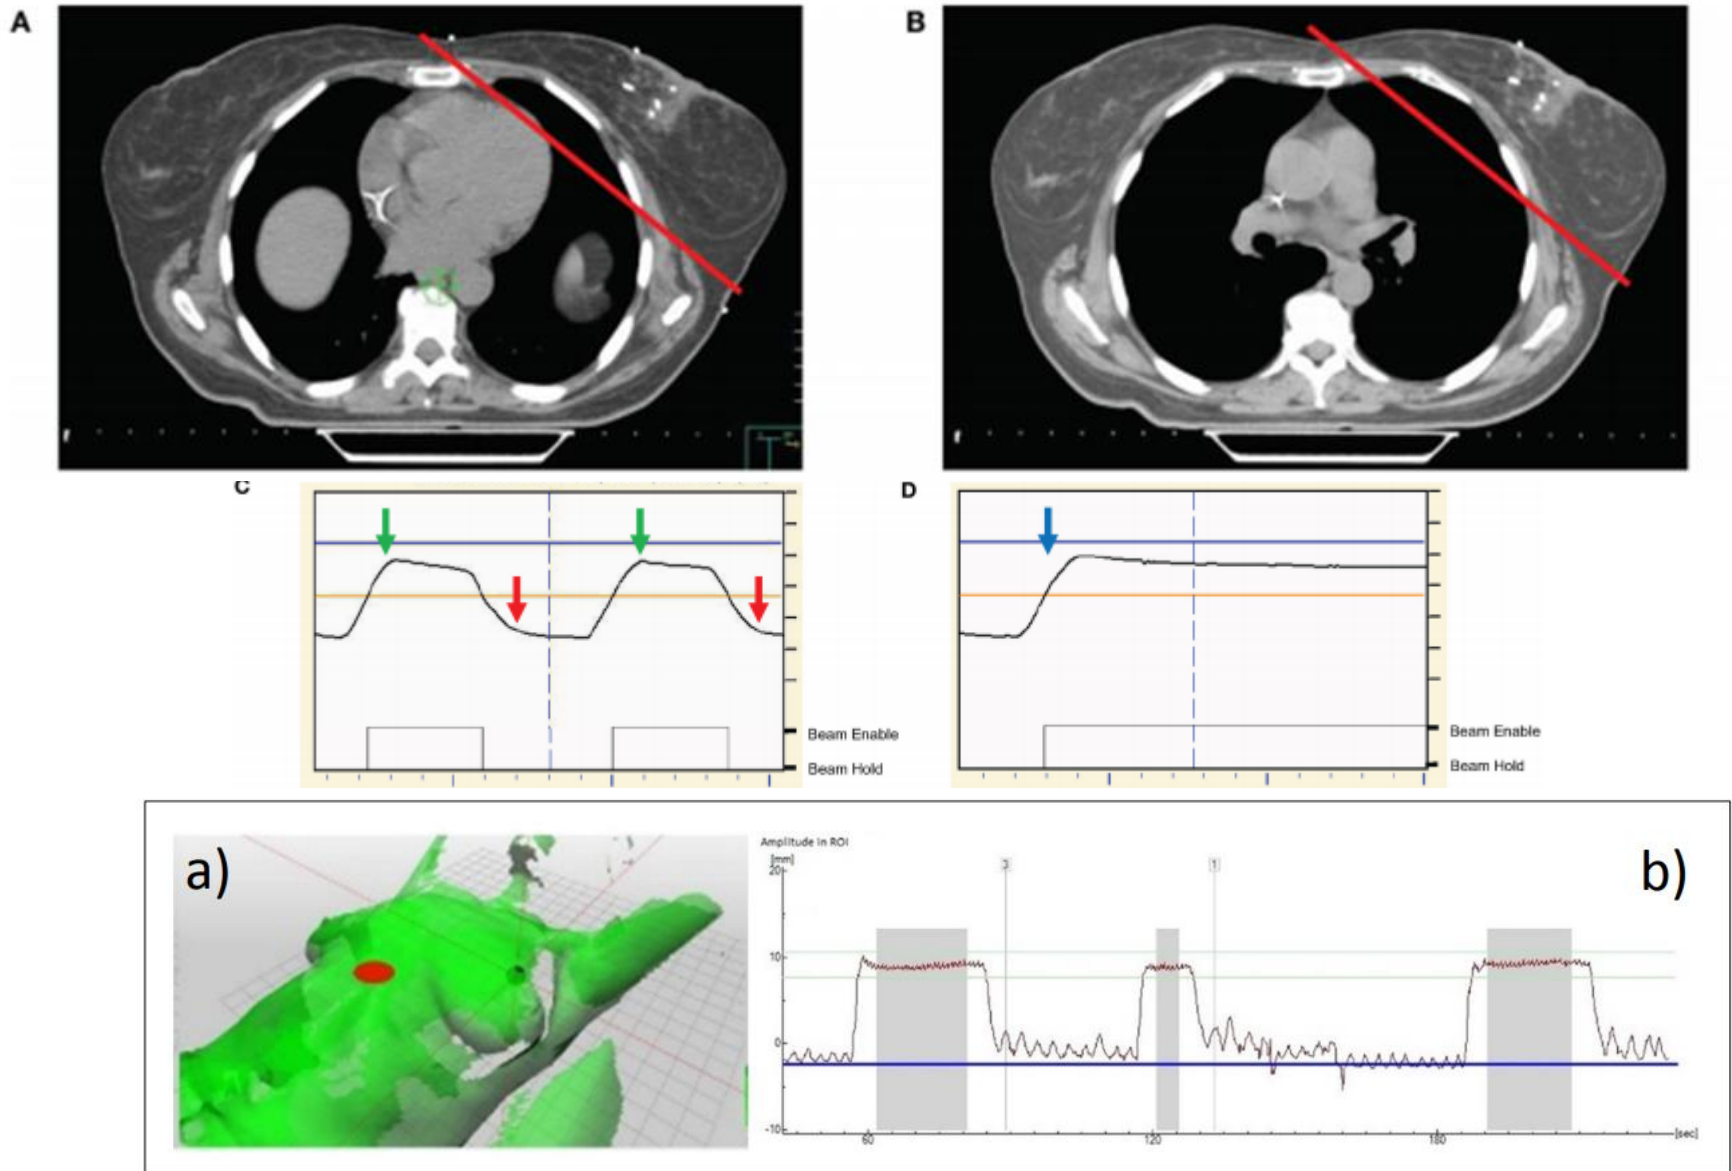 A
B
C
D
Beam Enable
Beam Hold
Beam Enable
Beam Hold
a)
Amplitude in ROI
[mm]
20
10
0
-10
3
1
b)
60
120
180
[sec]